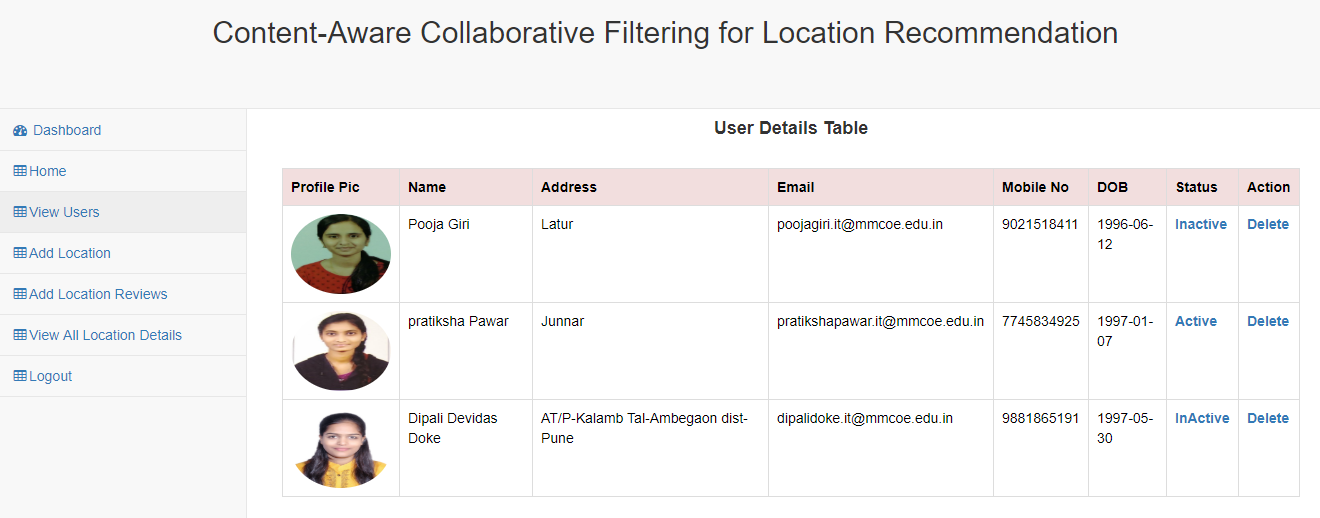 Content-Aware Collaborative Filtering for Location Recommendation
Dashboard
Home
View Users
Add Location
Add Location Reviews
View All Location Details
Logout
User Details Table
Profile Pic Name Address Email Mobile No DOB Status Action
Pooja Giri Latur poojagiri.it@mmcoe.edu.in 9021518411 1996-06- Inactive Delete
12
pratiksha Pawar Junnar pratikshapawar.it@mmcoe.edu.in 7745834925 1997-01- Active Delete
07
Dipali Devidas AT/P-Kalamb Tal-Ambegaon dist- dipalidoke.it@mmcoe.edu.in 9881865191 1997-05- InActive Delete
Doke Pune 30